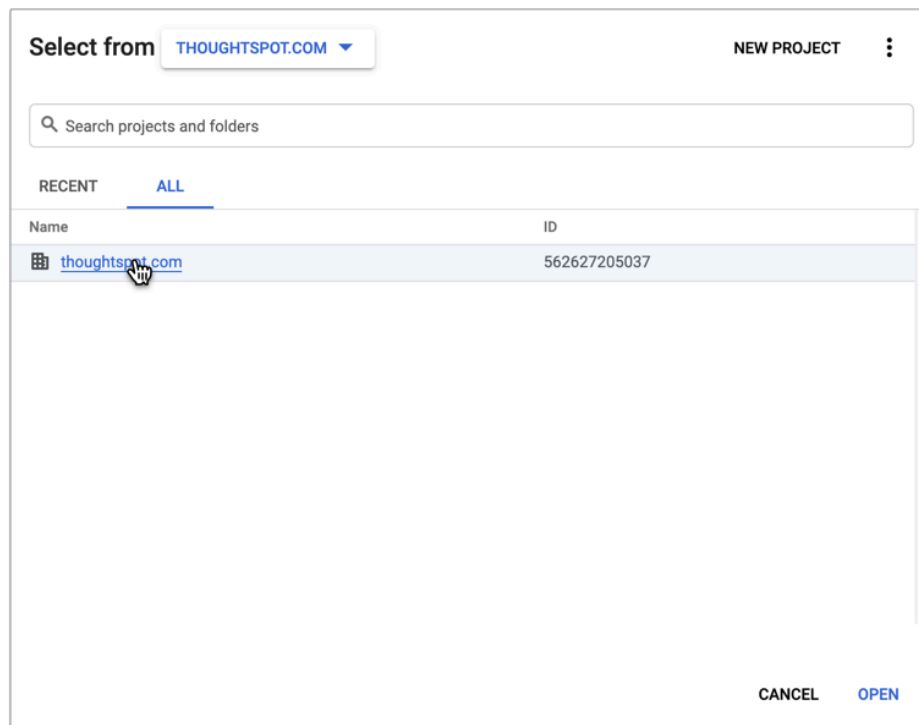 Select from THOUGHTSPOT.COM NEW PROJECT
Search projects and folders
RECENT ALL
Name ID
thoughtspot.com 562627205037
CANCEL OPEN